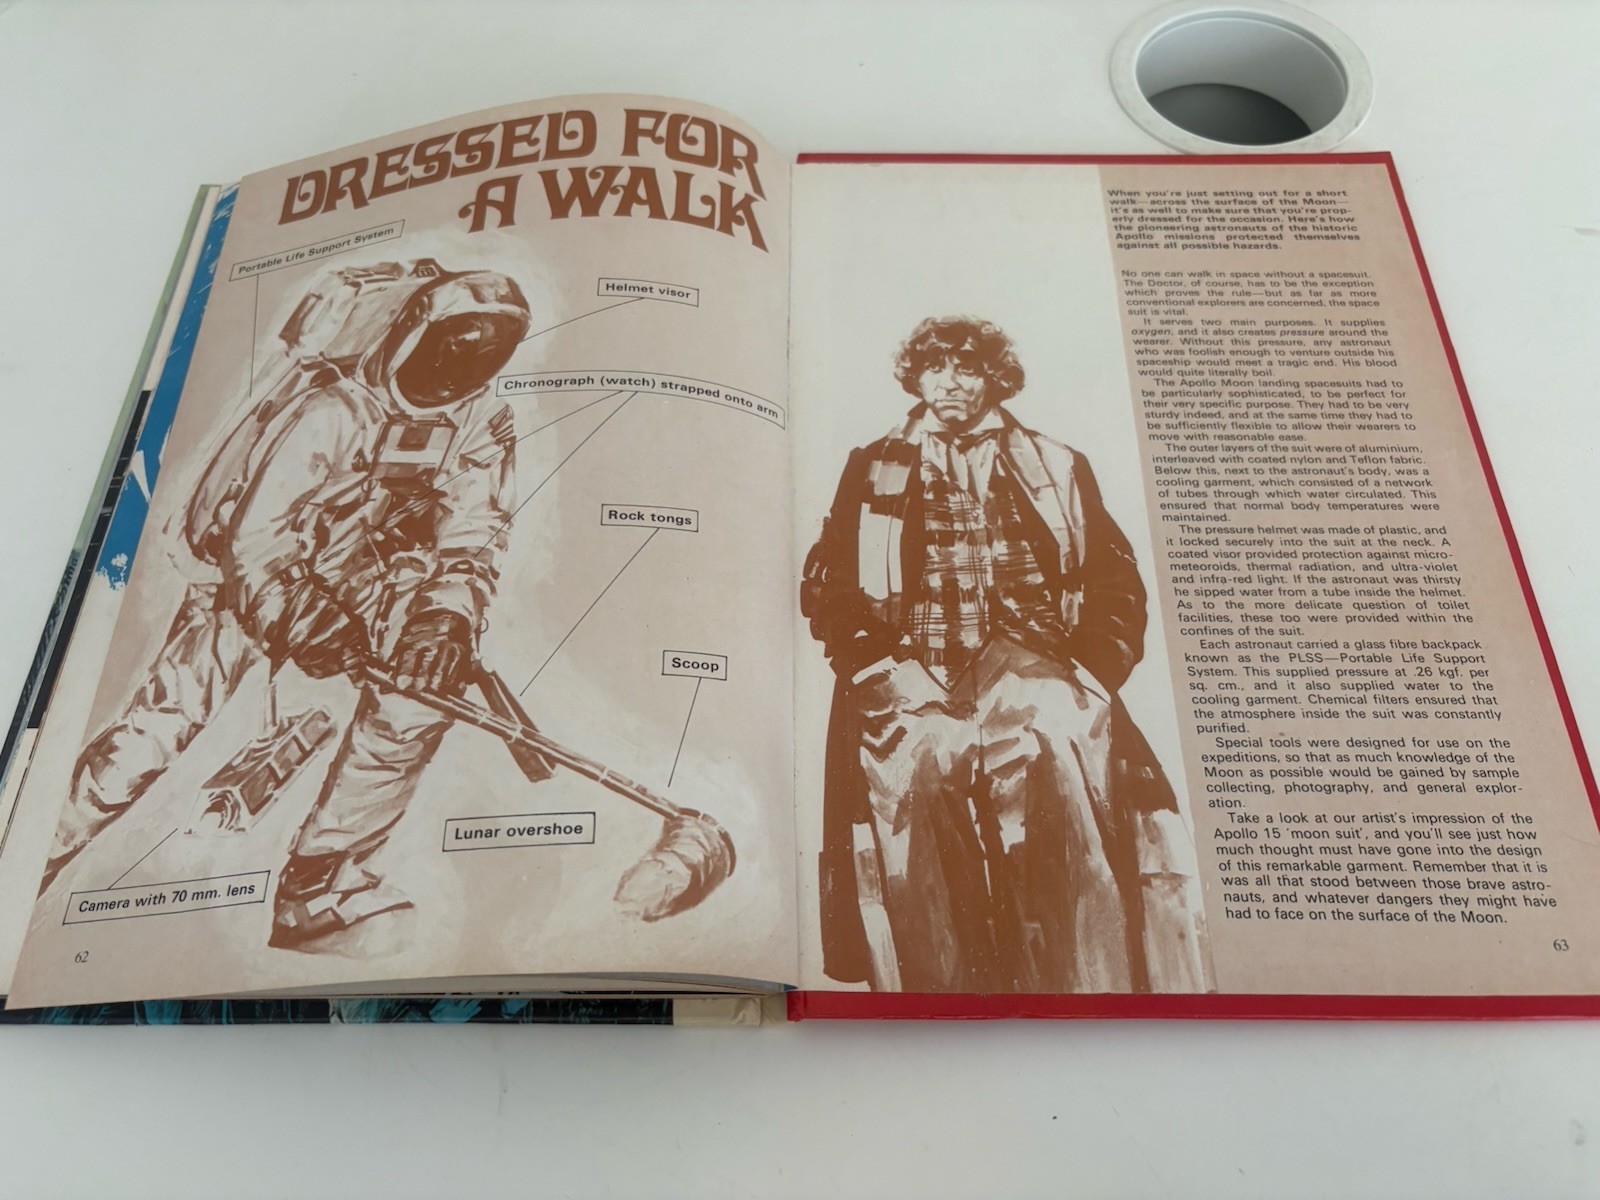 DRESSED FOR
A WALK
Portable Life Support System
Helmet visor
Chronograph (watch) strapped onto arm
Rock tongs
Scoop
Lunar overshoe
Camera with 70 mm. lens
62
When you're just setting out for a short
walk—across the surface of the Moon—
it's as well to make sure that you're prop-
erly dressed for the occasion. Here's how
the pioneering astronauts of the historic
Apollo missions protected themselves
against all possible hazards.
No one can walk in space without a spacesuit.
The Doctor, of course, has to be the exception
which proves the rule—but as far as more
conventional explorers are concerned, the space
suit is vital.
It serves two main purposes. It supplies
oxygen, and it also creates pressure around the
wearer. Without this pressure, any astronaut
who was foolish enough to venture outside his
spaceship would meet a tragic end. His blood
would quite literally boil.
The Apollo Moon landing spacesuits had to
be particularly sophisticated, to be perfect for
their very specific purpose. They had to be very
sturdy indeed, and at the same time they had to
be sufficiently flexible to allow their wearers to
move with reasonable ease.
The outer layers of the suit were of aluminium,
interleaved with coated nylon and Teflon fabric.
Below this, next to the astronaut's body, was a
cooling garment, which consisted of a network
of tubes through which water circulated. This
ensured that normal body temperatures were
maintained.
The pressure helmet was made of plastic, and
it locked securely into the suit at the neck. A
coated visor provided protection against micro-
meteoroids, thermal radiation, and ultra-violet
and infra-red light. If the astronaut was thirsty
he sipped water from a tube inside the helmet.
As to the more delicate question of toilet
facilities, these too were provided within the
confines of the suit.
Each astronaut carried a glass fibre backpack
known as the PLSS—Portable Life Support
System. This supplied pressure at .26 kgf. per
sq. cm., and it also supplied water to the
cooling garment. Chemical filters ensured that
the atmosphere inside the suit was constantly
purified.
Special tools were designed for use on the
expeditions, so that as much knowledge of the
Moon as possible would be gained by sample
collecting, photography, and general explor-
ation.
Take a look at our artist's impression of the
Apollo 15 'moon suit', and you'll see just how
much thought must have gone into the design
of this remarkable garment. Remember that it is
was all that stood between those brave astro-
nauts, and whatever dangers they might have
had to face on the surface of the Moon.
63